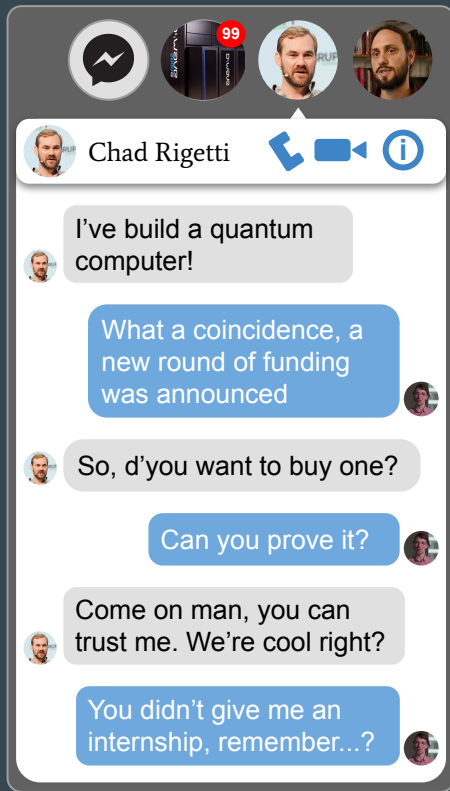 99
D:WAVE
D:WAVE
Chad Rigetti
I've build a quantum
computer!
What a coincidence, a
new round of funding
was announced
So, d'you want to buy one?
Can you prove it?
Come on man, you can
trust me. We're cool right?
You didn't give me an
internship, remember...?